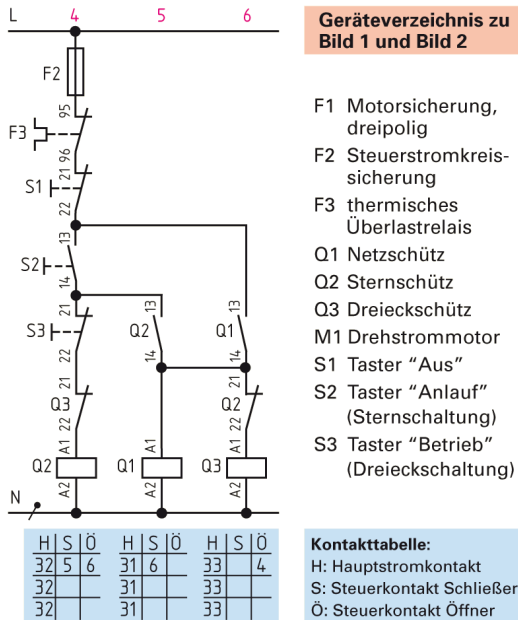 L 4 5 6
F2
F3 95
96
S1 21
22
13 13 13
S2 14
S3 21 Q2 Q1
22 14 14
Q3 21 21 Q2
22 22
A1 A1 A1
Q2 Q1 Q3
A2 A2 A2
N
H S Ö H S Ö H S Ö
32 5 6 31 6 33 4
32 31 33
32 31 33
Geräteverzeichnis zu
Bild 1 und Bild 2
F1 Motorsicherung,
dreipolig
F2 Steuerstromkreis-
sicherung
F3 thermisches
Überlastrelais
Q1 Netzschütz
Q2 Sternschütz
Q3 Dreieckschütz
M1 Drehstrommotor
S1 Taster “Aus”
S2 Taster “Anlauf”
(Sternschaltung)
S3 Taster “Betrieb”
(Dreieckschaltung)
Kontakttabelle:
H: Hauptstromkontakt
S: Steuerkontakt Schließer
Ö: Steuerkontakt Öffner